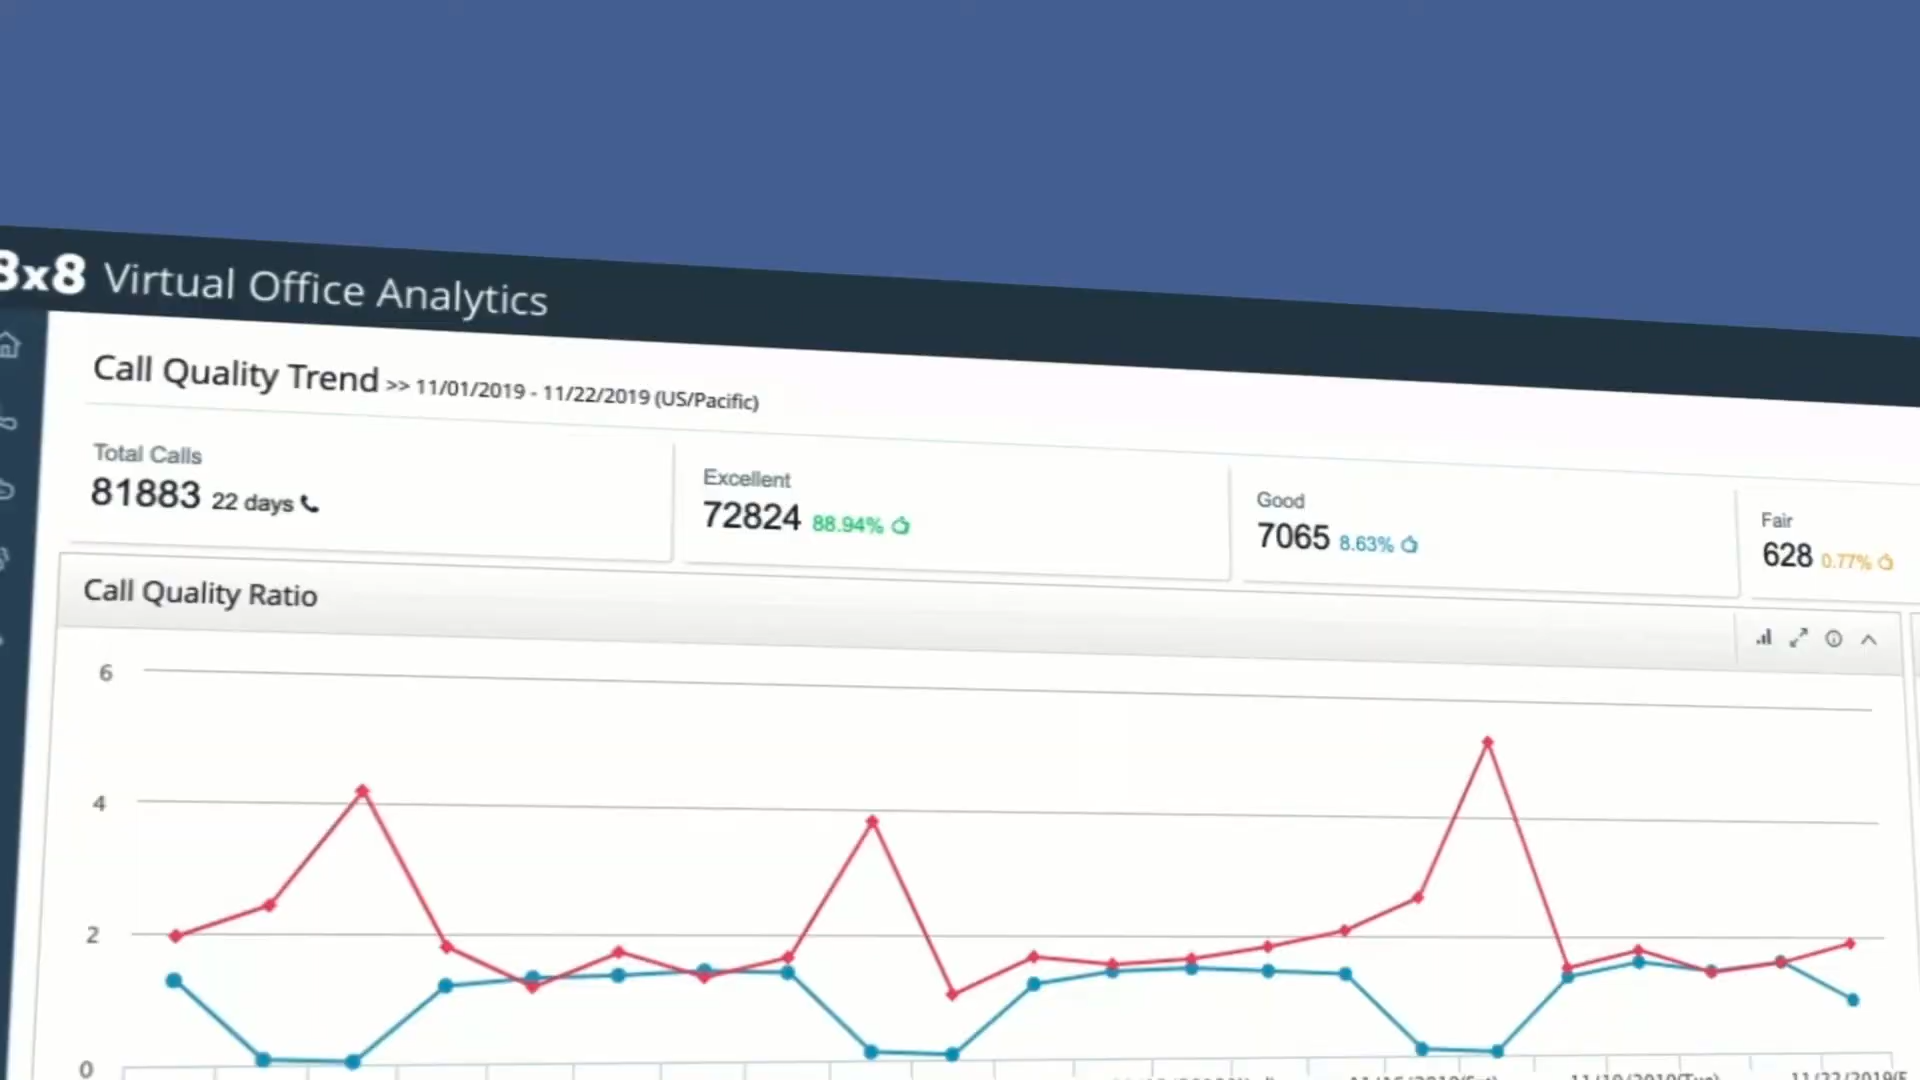 8x8 Virtual Office Analytics
Call Quality Trend >> 11/01/2019 - 11/22/2019 (US/Pacific)
Total Calls
81883 22 days
Excellent
72824 88.94%
Good
7065 8.63%
Fair
628 0.77%
Call Quality Ratio
6
4
2
0